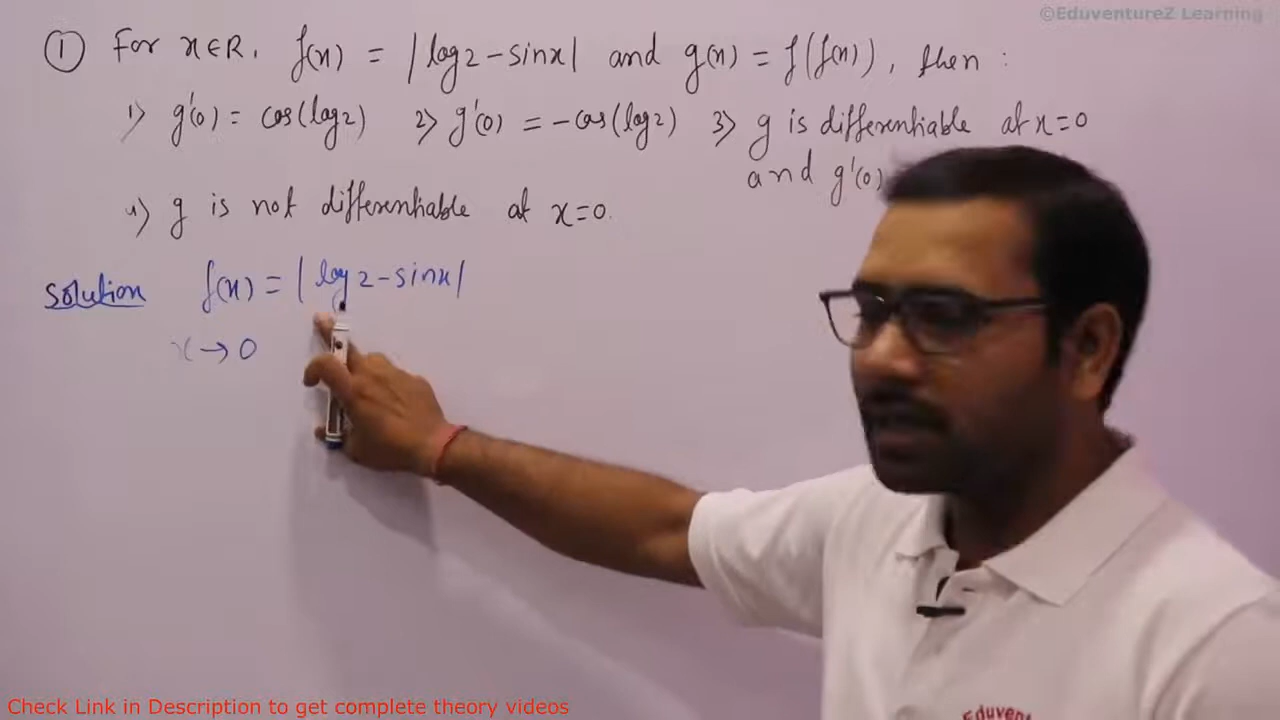 ©EduventureZ Learning
① For x∈R, f(x) = |log2-sinx| and g(x) = f(f(x)), then :
1) g'(0) = cos(log2) 2) g'(0) = -cos(log2) 3) g is differentiable at x=0
and g'(0)
4) g is not differentiable at x=0.
Solution f(x) = |log2-sinx|
x → 0
Eduven
Check Link in Description to get complete theory videos